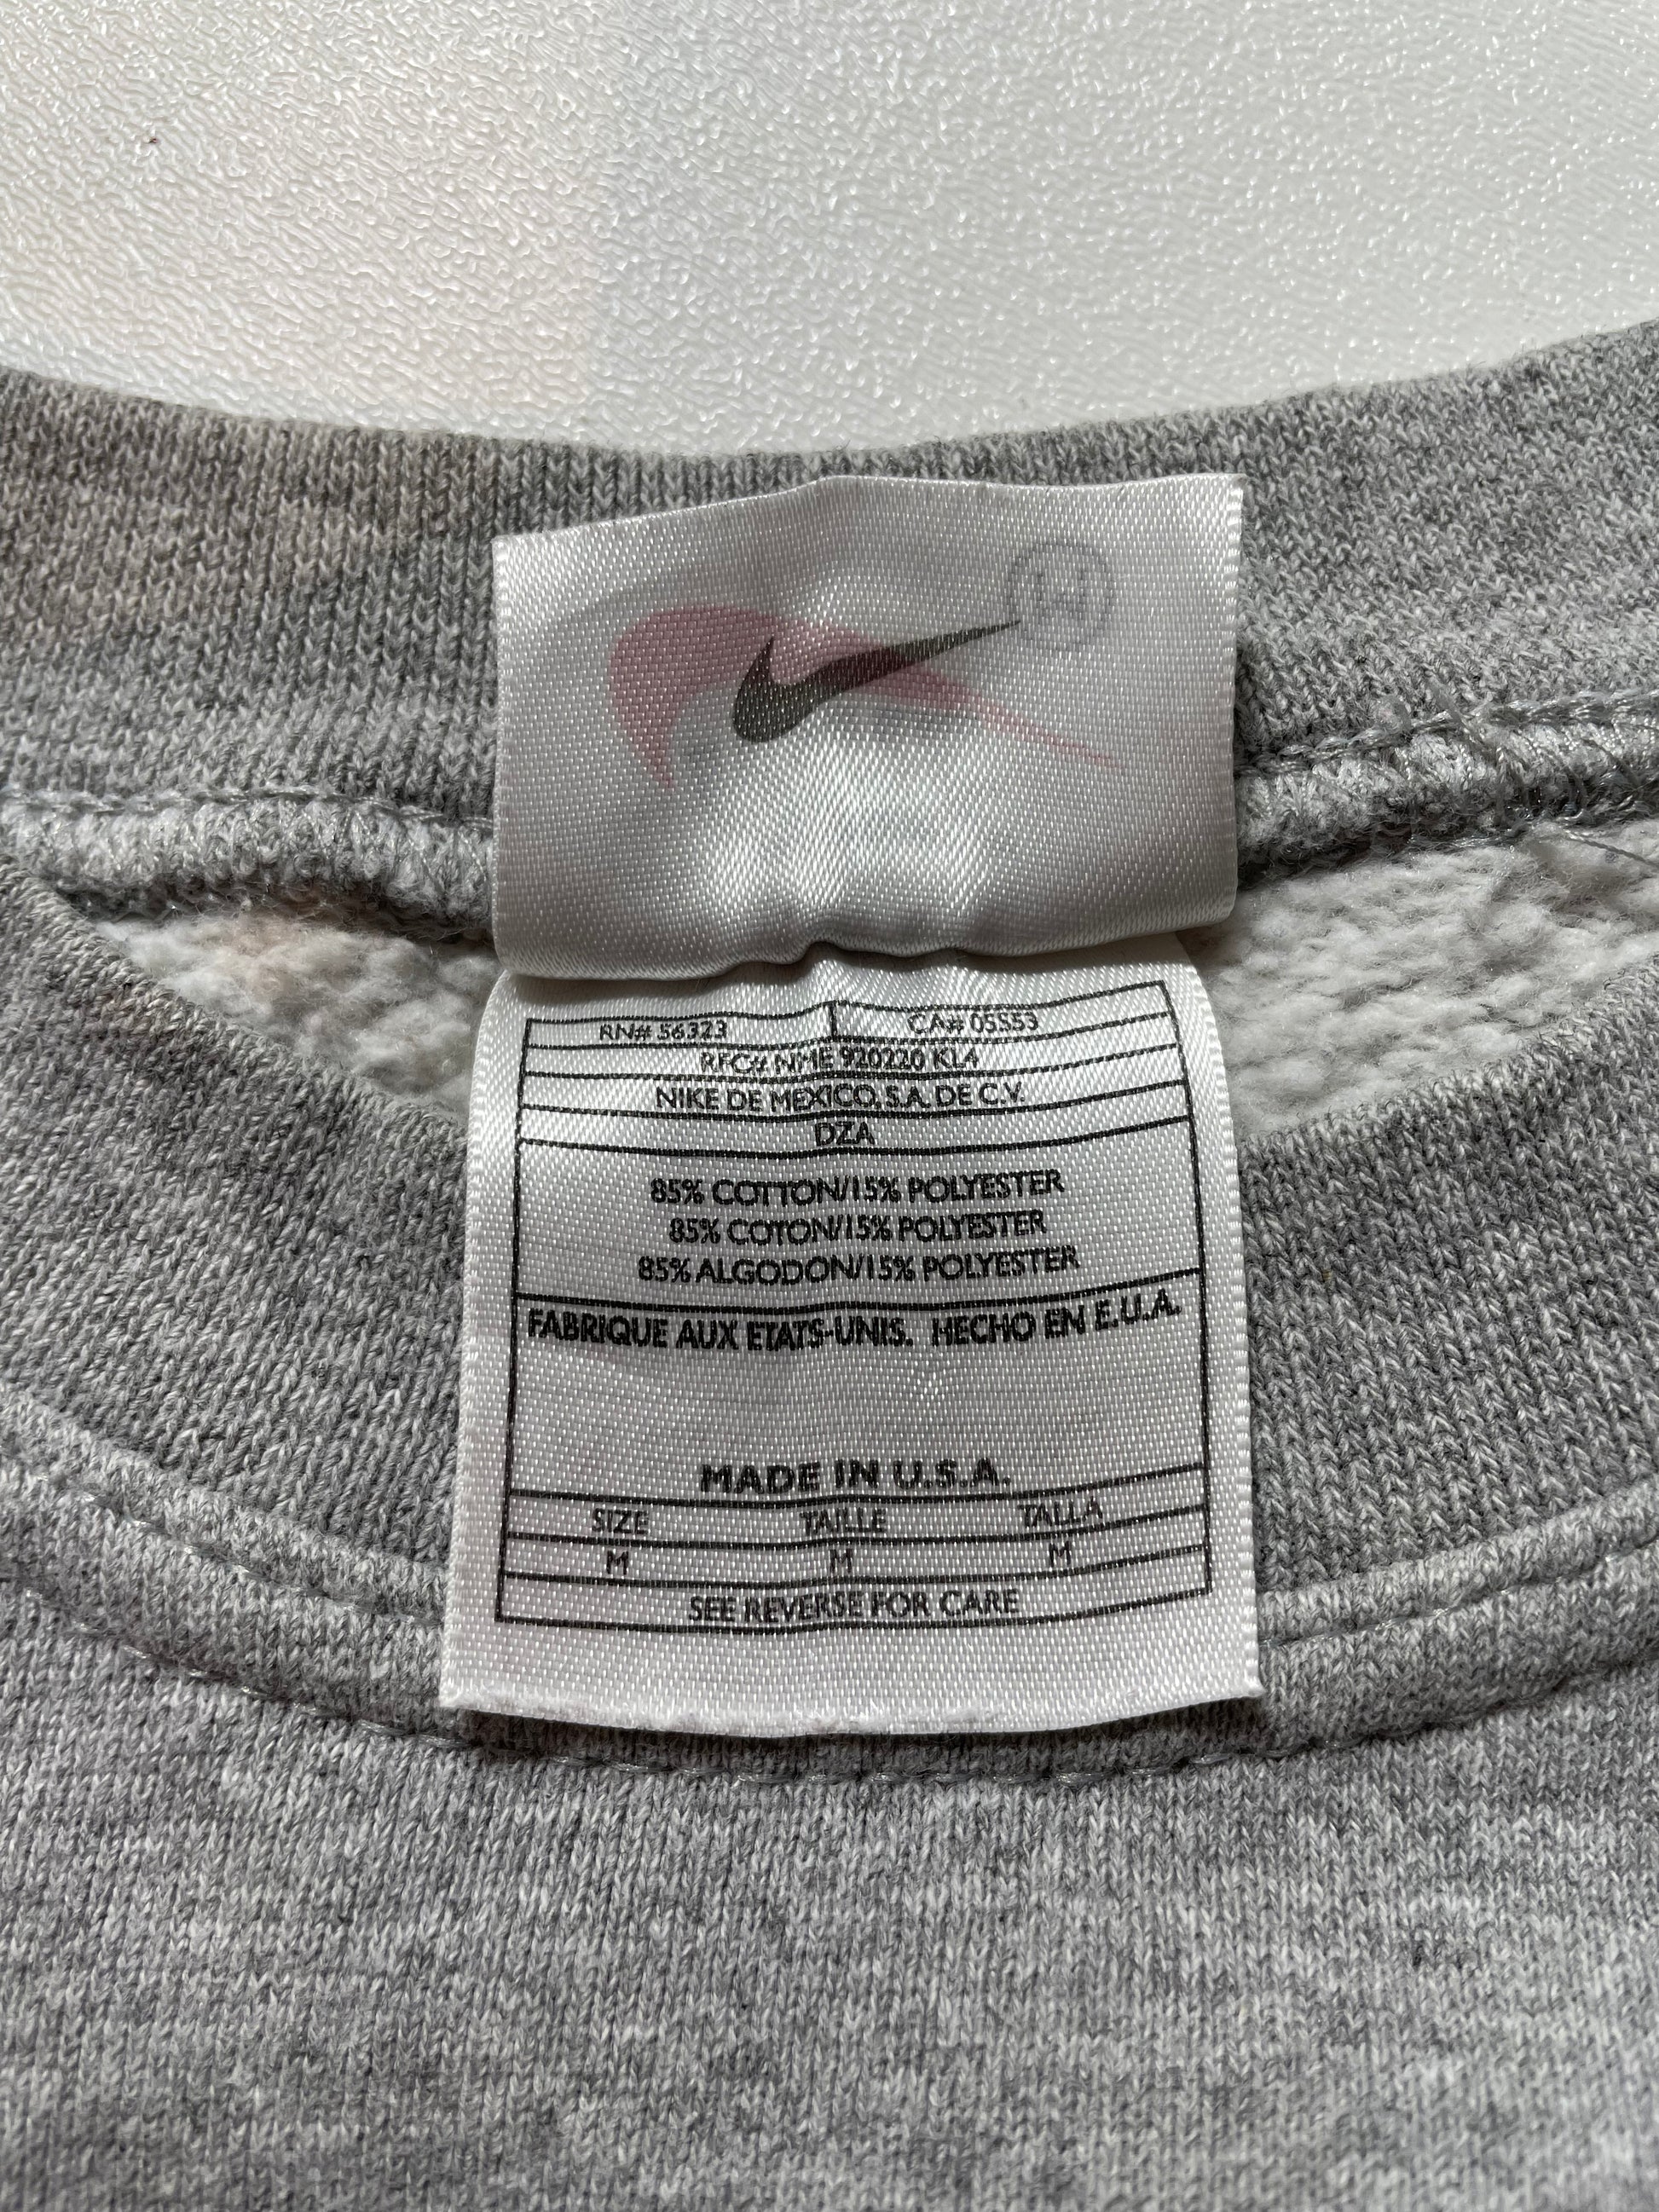 M
RN# 56323 CA# 05553
RFC# NME 920220 KL4
NIKE DE MEXICO, S.A. DE C.V.
DZA
85% COTTON/15% POLYESTER
85% COTON/15% POLYESTER
85% ALGODON/15% POLYESTER
FABRIQUE AUX ETATS-UNIS. HECHO EN E.U.A.
MADE IN U.S.A.
SIZE TAILLE TALLA
M M M
SEE REVERSE FOR CARE